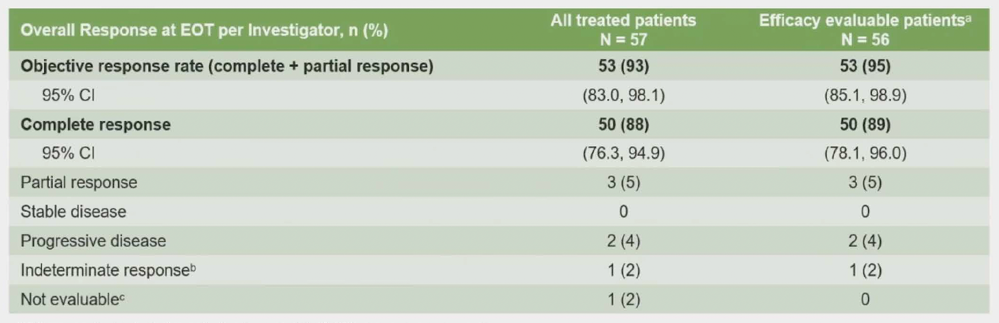 Overall Response at EOT per Investigator, n (%) All treated patients N = 57 Efficacy evaluable patientsᵃ N = 56
Objective response rate (complete + partial response) 53 (93) 53 (95)
95% CI (83.0, 98.1) (85.1, 98.9)
Complete response 50 (88) 50 (89)
95% CI (76.3, 94.9) (78.1, 96.0)
Partial response 3 (5) 3 (5)
Stable disease 0 0
Progressive disease 2 (4) 2 (4)
Indeterminate responseᵇ 1 (2) 1 (2)
Not evaluableᶜ 1 (2) 0